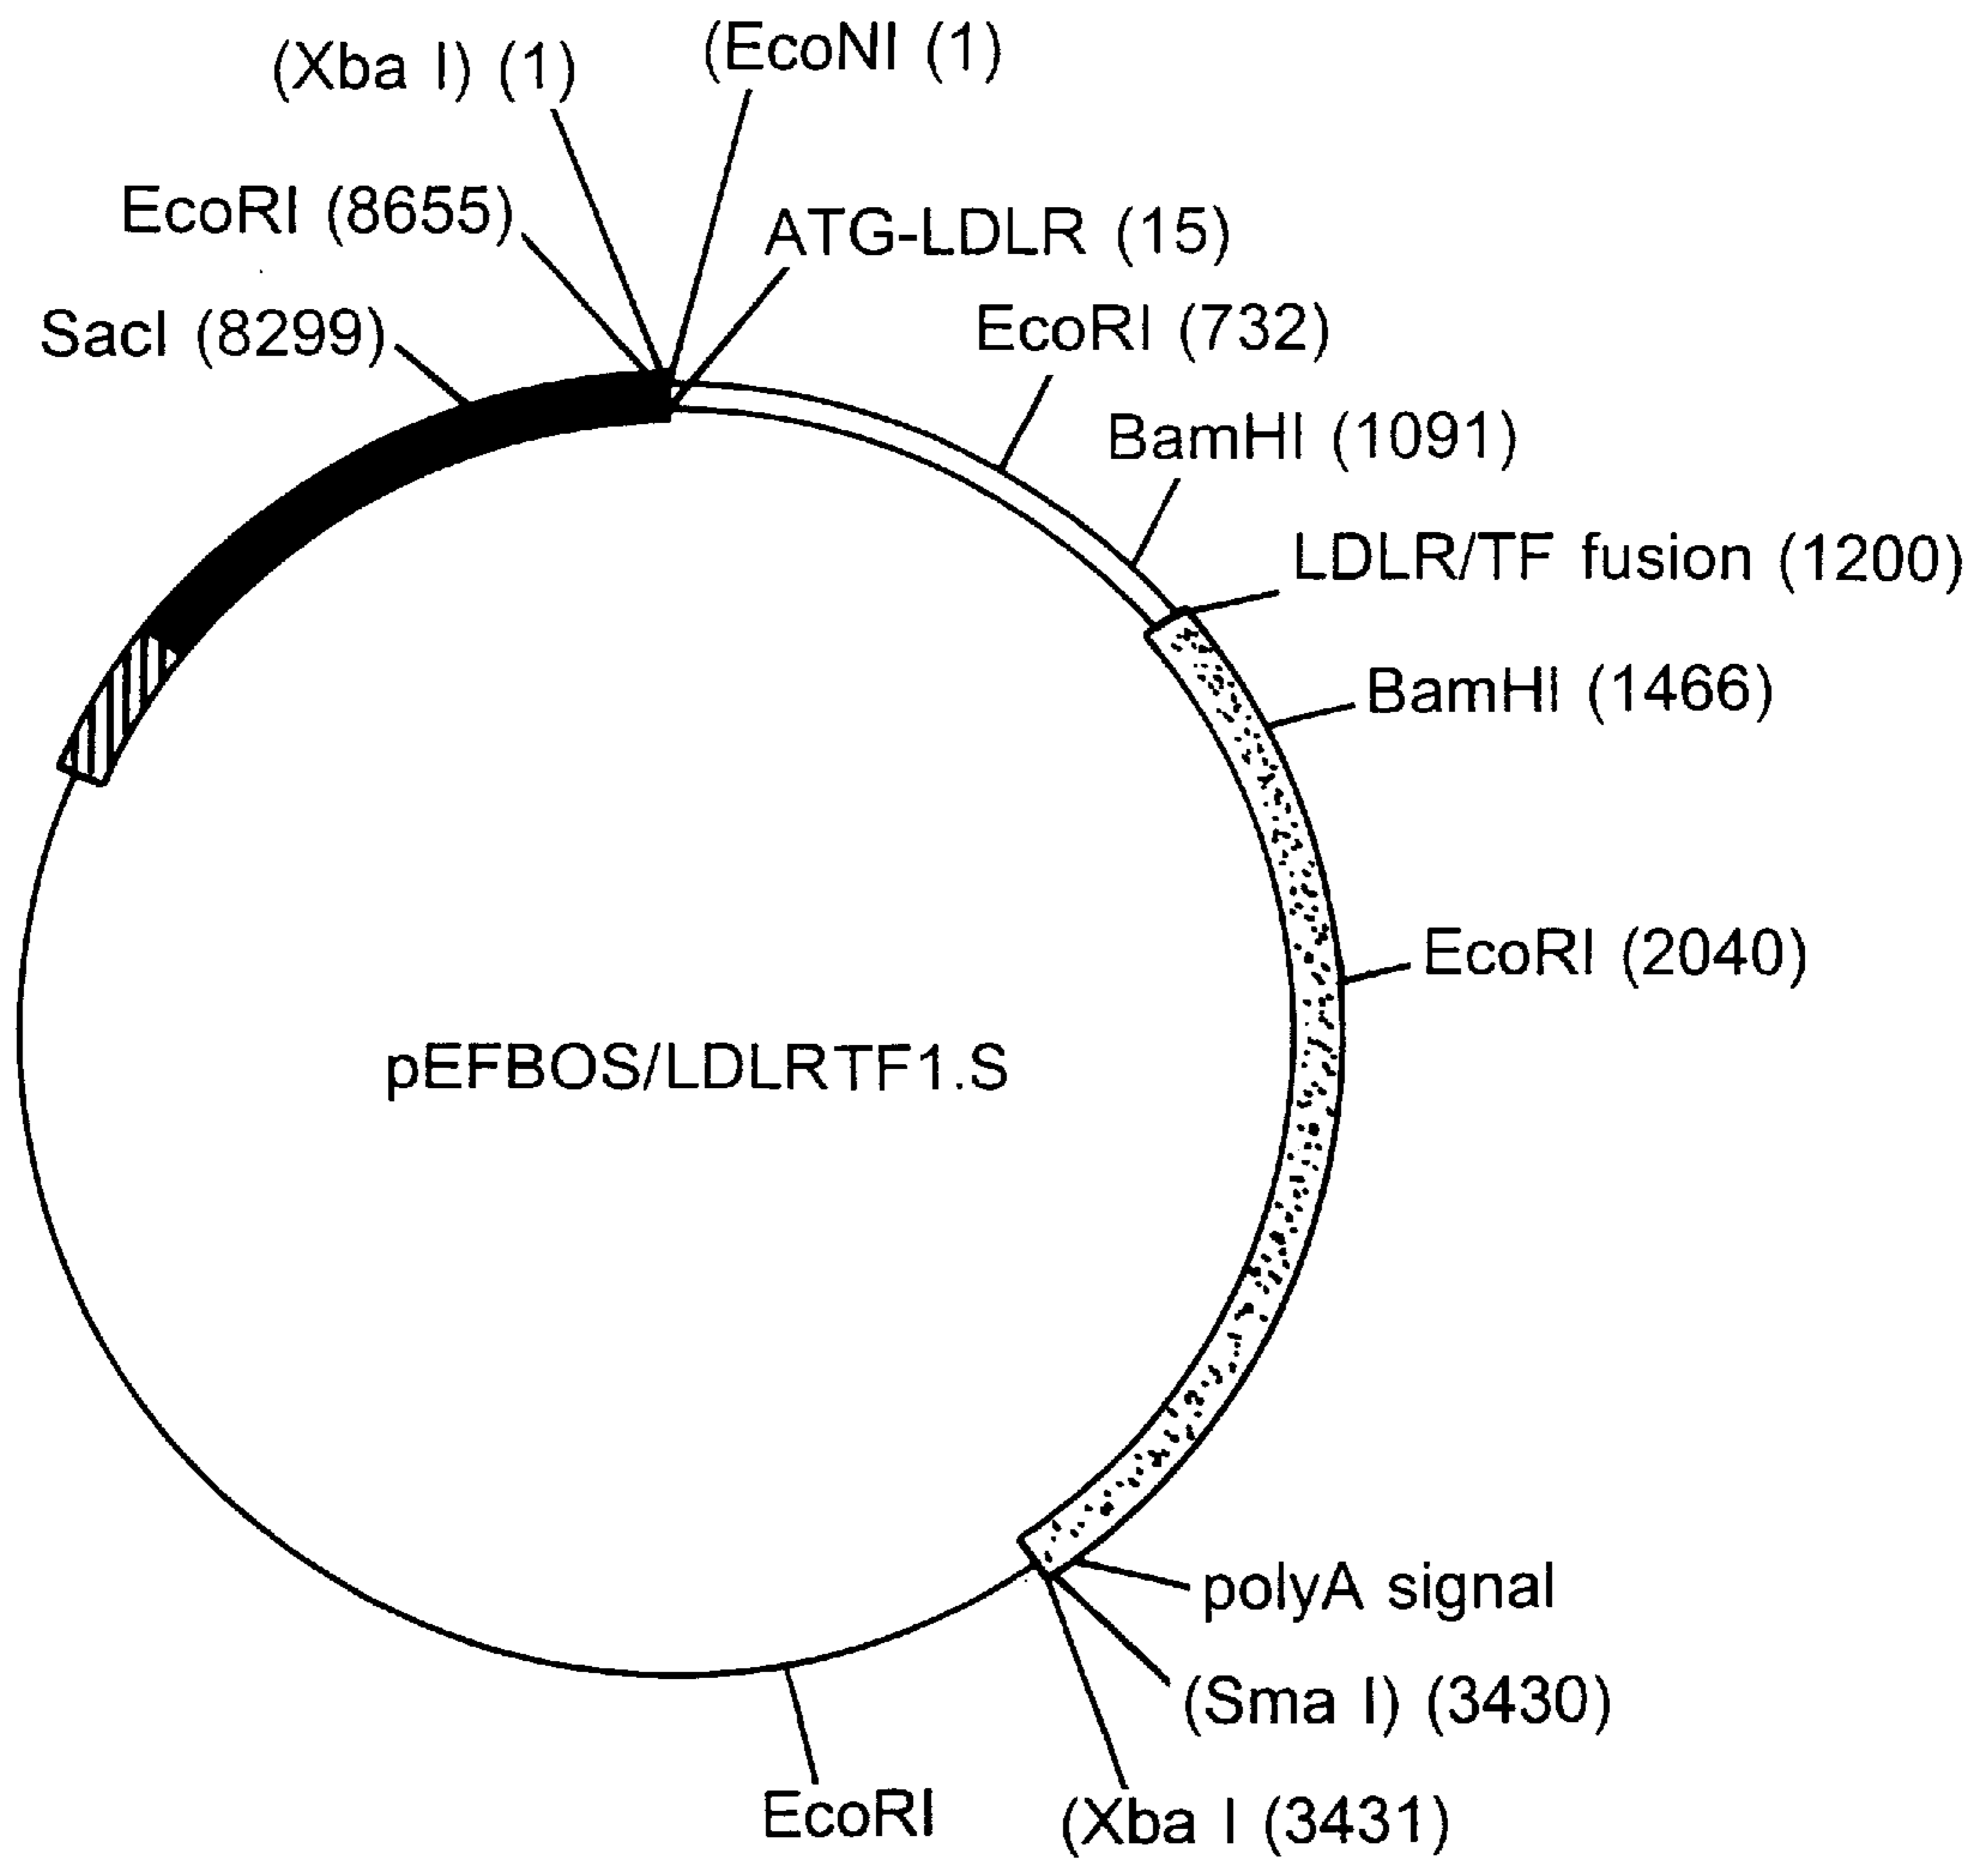 (EcoNI (1)
(Xba I) (1)
EcoRI (8655)
ATG-LDLR (15)
SacI (8299)
EcoRI (732)
BamHI (1091)
LDLR/TF fusion (1200)
BamHI (1466)
EcoRI (2040)
pEFBOS/LDLRTF1.S
polyA signal
(Sma I) (3430)
EcoRI
(Xba I (3431)